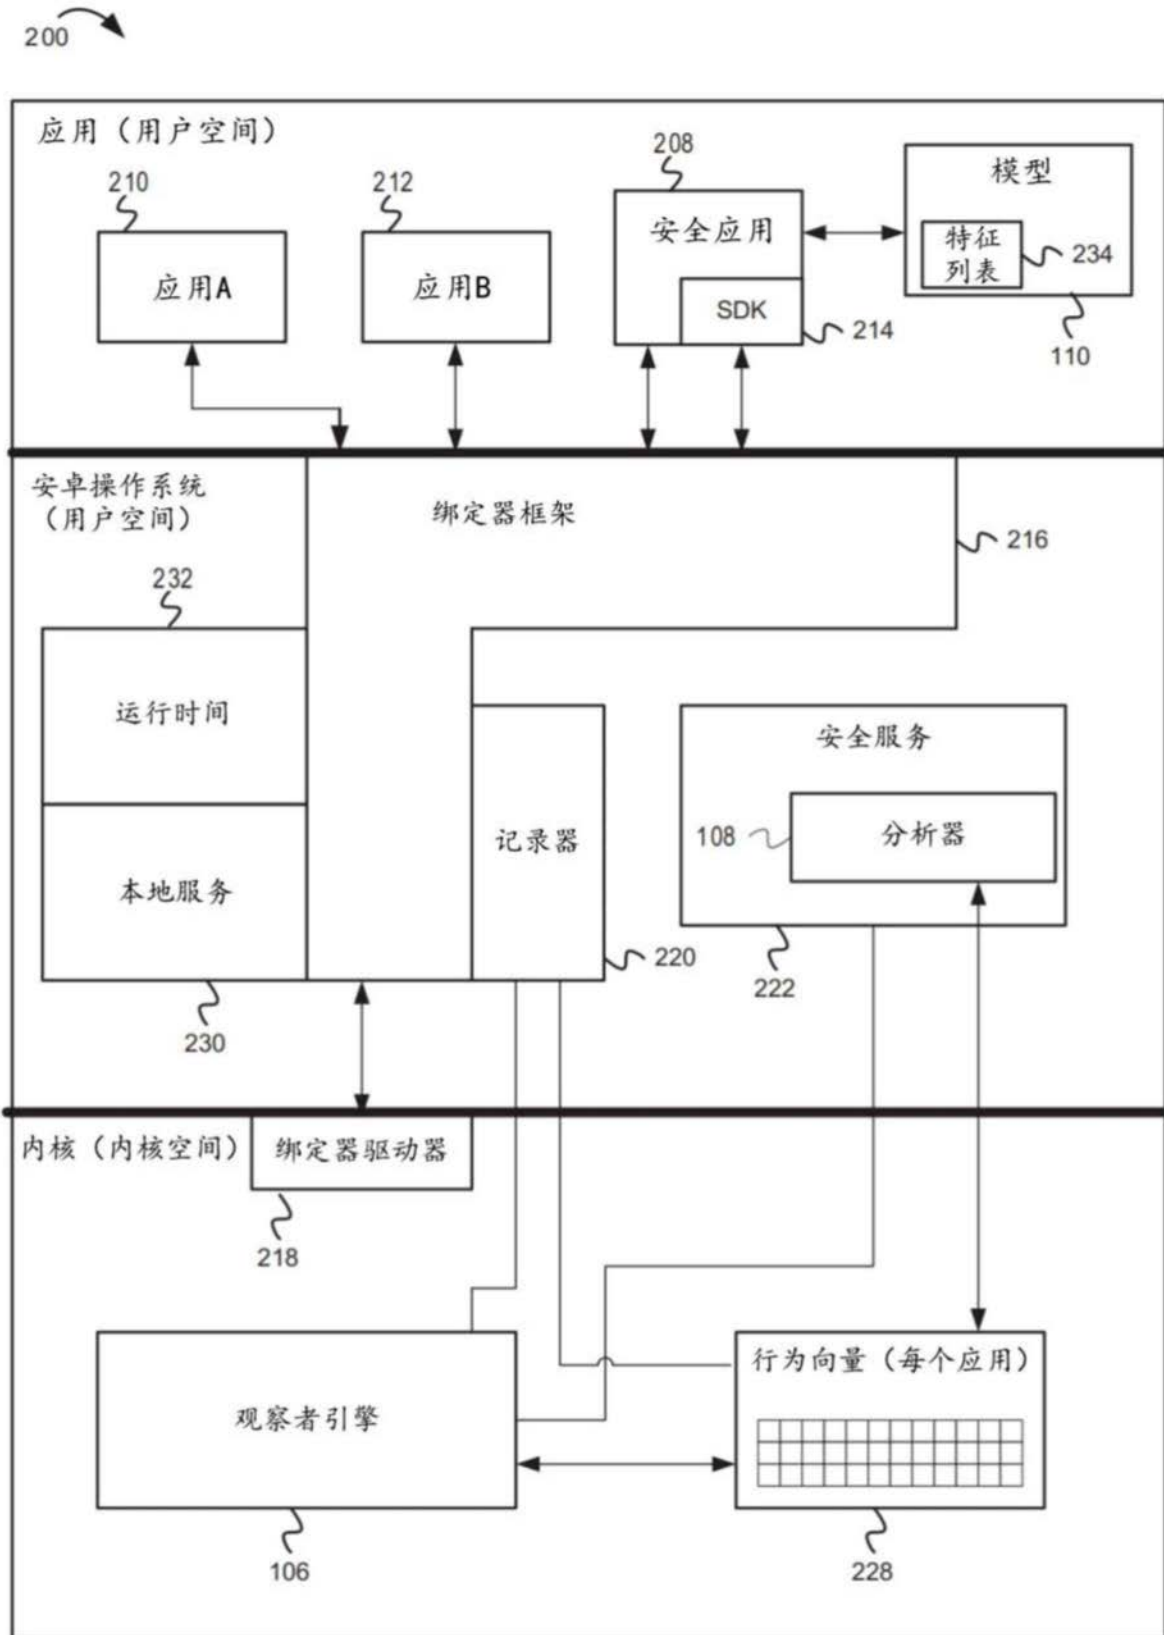 200
应用（用户空间）
208
模型
210
212
安全应用
特征
列表
234
应用A
应用B
SDK
214
110
安卓操作系统
（用户空间）
绑定器框架
216
232
运行时间
安全服务
108
分析器
记录器
本地服务
220
222
230
内核（内核空间）
绑定器驱动器
218
行为向量（每个应用）
观察者引擎
106
228